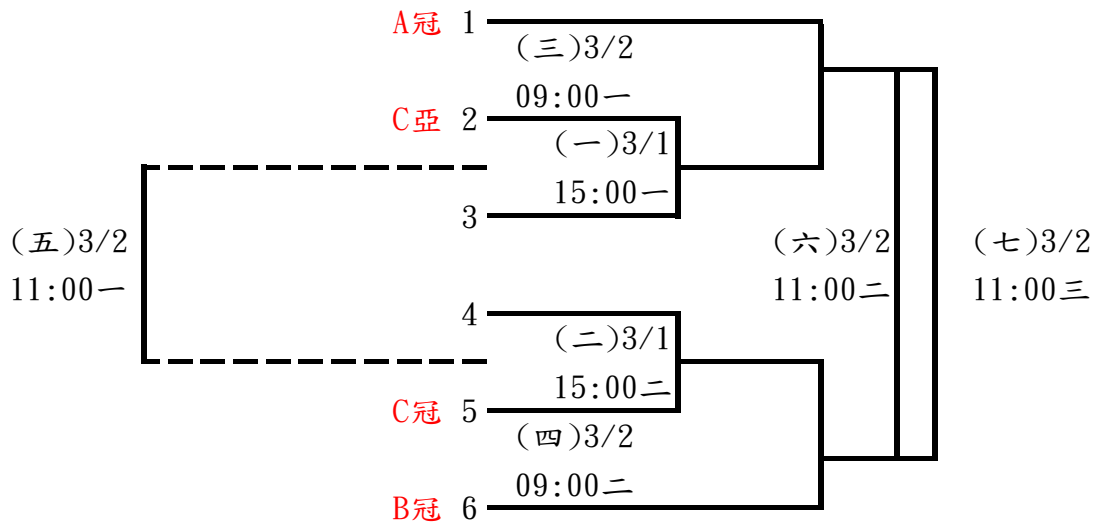 A冠 1
(三)3/2
09:00一
C亞 2
(一)3/1
15:00一
3
(五)3/2
11:00一
(六)3/2
11:00二
(七)3/2
11:00三
4
(二)3/1
15:00二
C冠 5
(四)3/2
09:00二
B冠 6